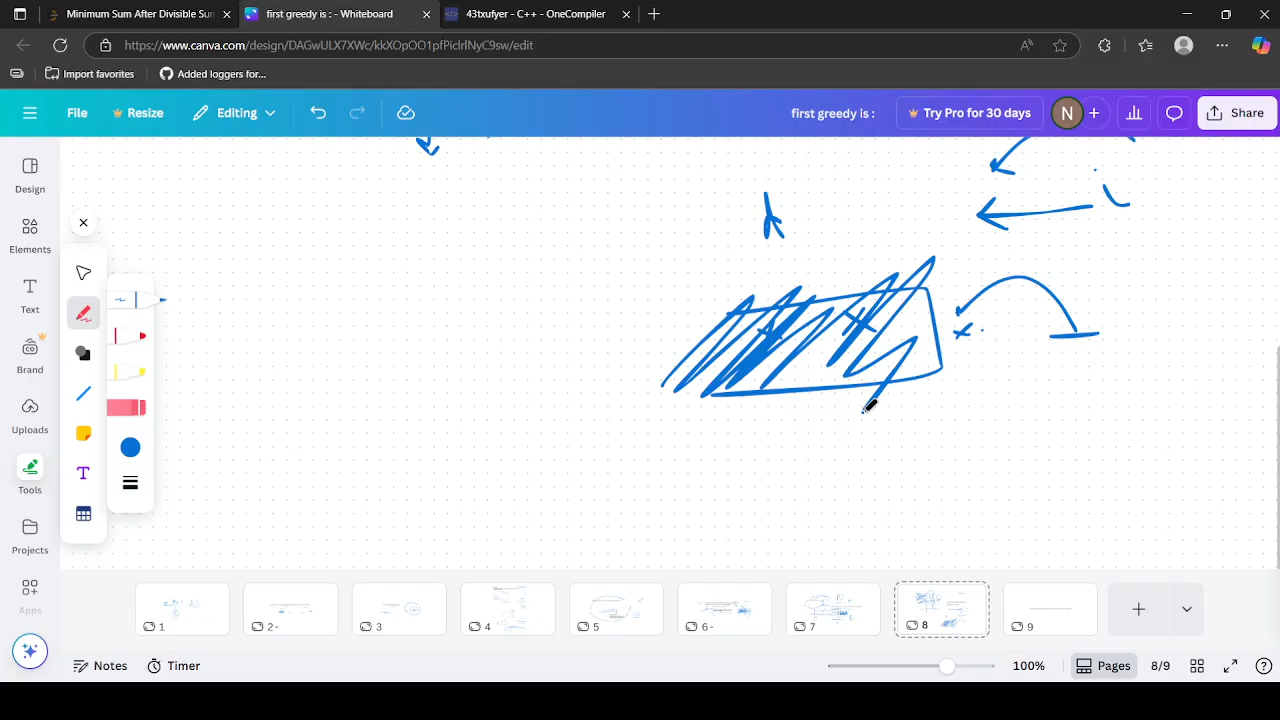 Minimum Sum After Divisible Sun
first greedy is : - Whiteboard
43txufyer - C++ - OneCompiler
https://www.canva.com/design/DAGwULX7XWc/kkXOpOO1pfPiclrlNyC9sw/edit
Import favorites
Added loggers for...
File
Resize
Editing
first greedy is :
Try Pro for 30 days
N
Share
Design
Elements
Text
Brand
Uploads
Tools
Projects
Apps
k
i
x
x
x
T
1
2-
3
4
5
6-
7
8
9
Notes
Timer
100%
Pages
8/9